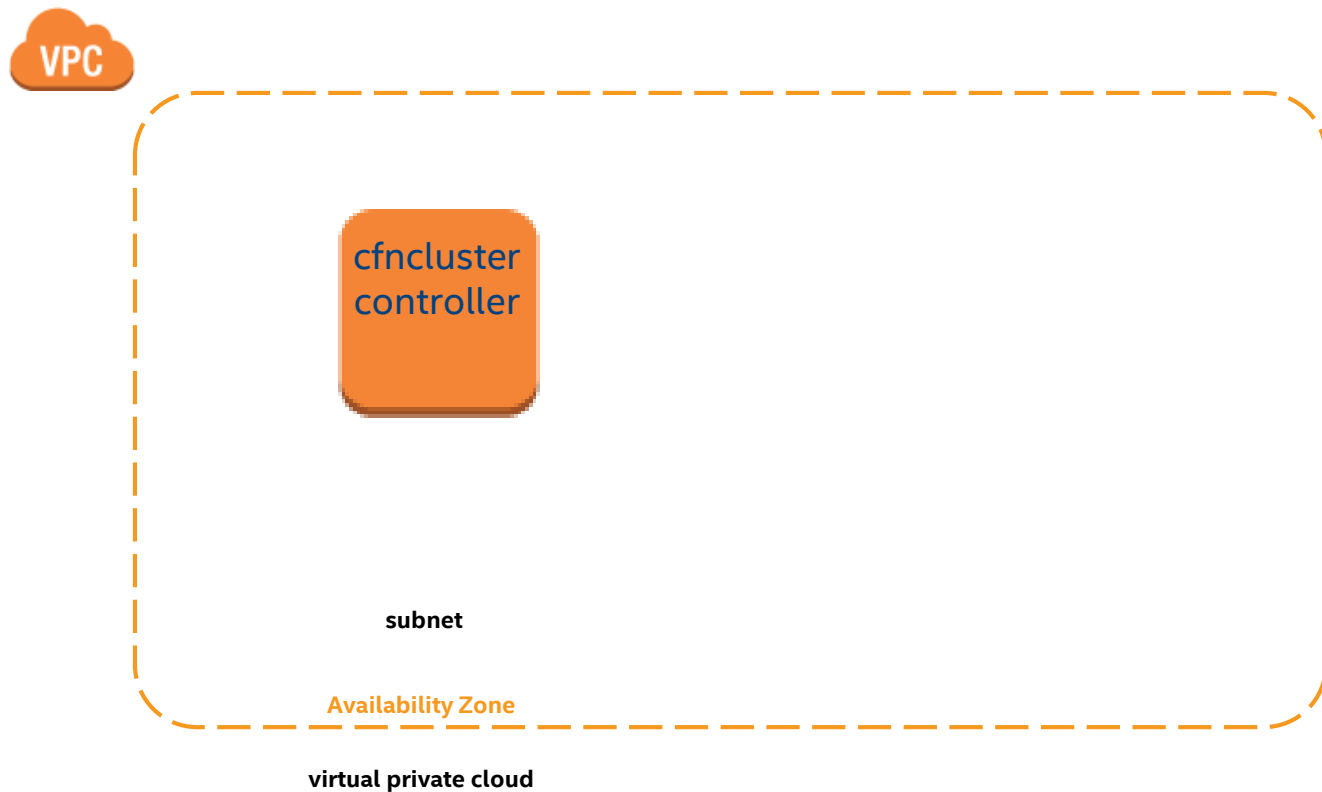 VPC
cfncluster
controller
subnet
Availability Zone
virtual private cloud